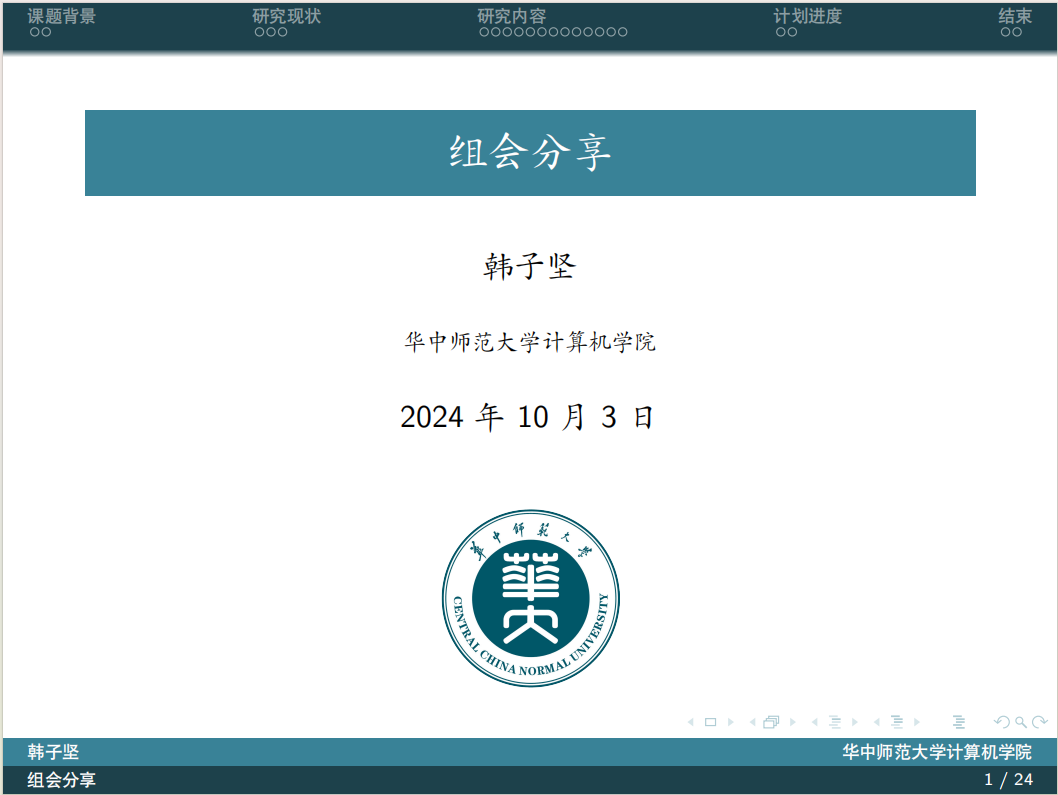 课题背景 研究现状 研究内容 计划进度 结束
组会分享
韩子坚
华中师范大学计算机学院
2024 年 10 月 3 日
華中师範大學
華大
CENTRAL CHINA NORMAL UNIVERSITY
韩子坚 华中师范大学计算机学院
组会分享 1 / 24